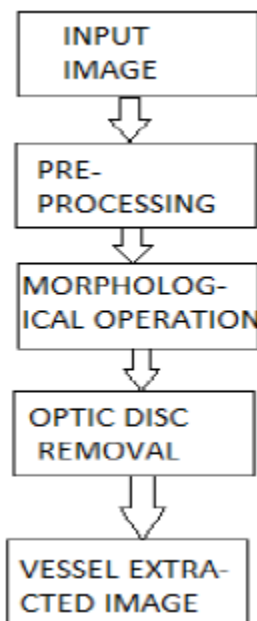 INPUT
IMAGE
PRE-
PROCESSING
MORPHOLOG-
ICAL OPERATION
OPTIC DISC
REMOVAL
VESSEL EXTRA-
CTED IMAGE